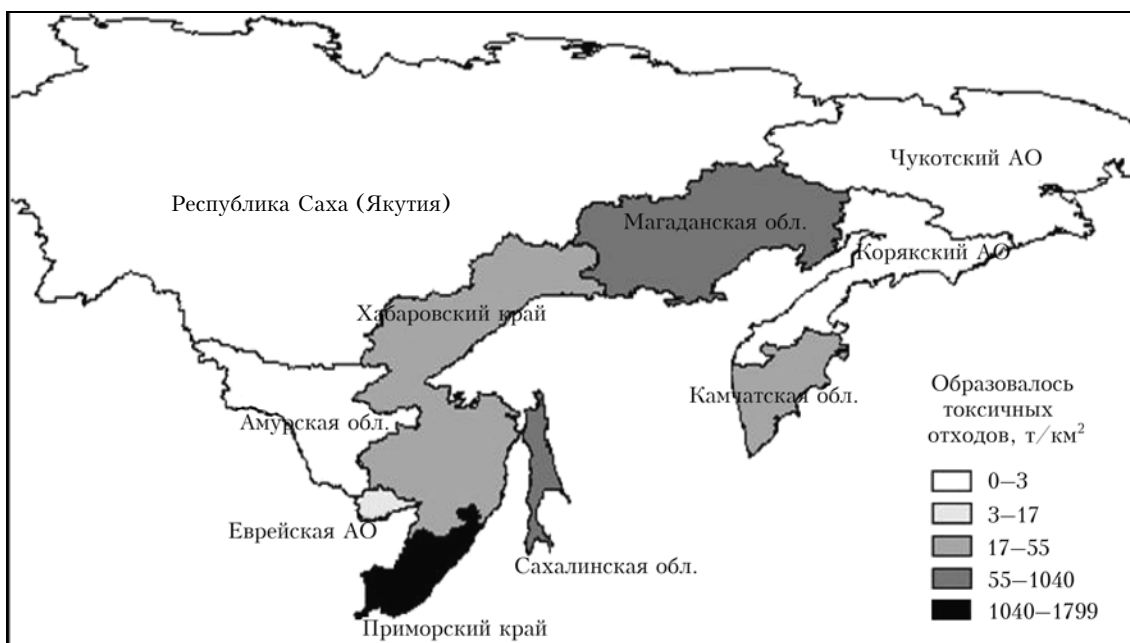 Чукотский АО
Республика Саха (Якутия)
Магаданская обл.
Корякский АО
Хабаровский край
Камчатская обл.
Амурская обл.
Еврейская АО
Сахалинская обл.
Приморский край
Образовалось
токсичных
отходов, т/км²
0—3
3—17
17—55
55—1040
1040—1799